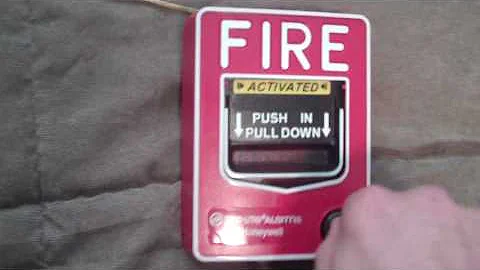 FIRE
ACTIVATED
PUSH IN
PULL DOWN
Honeywell